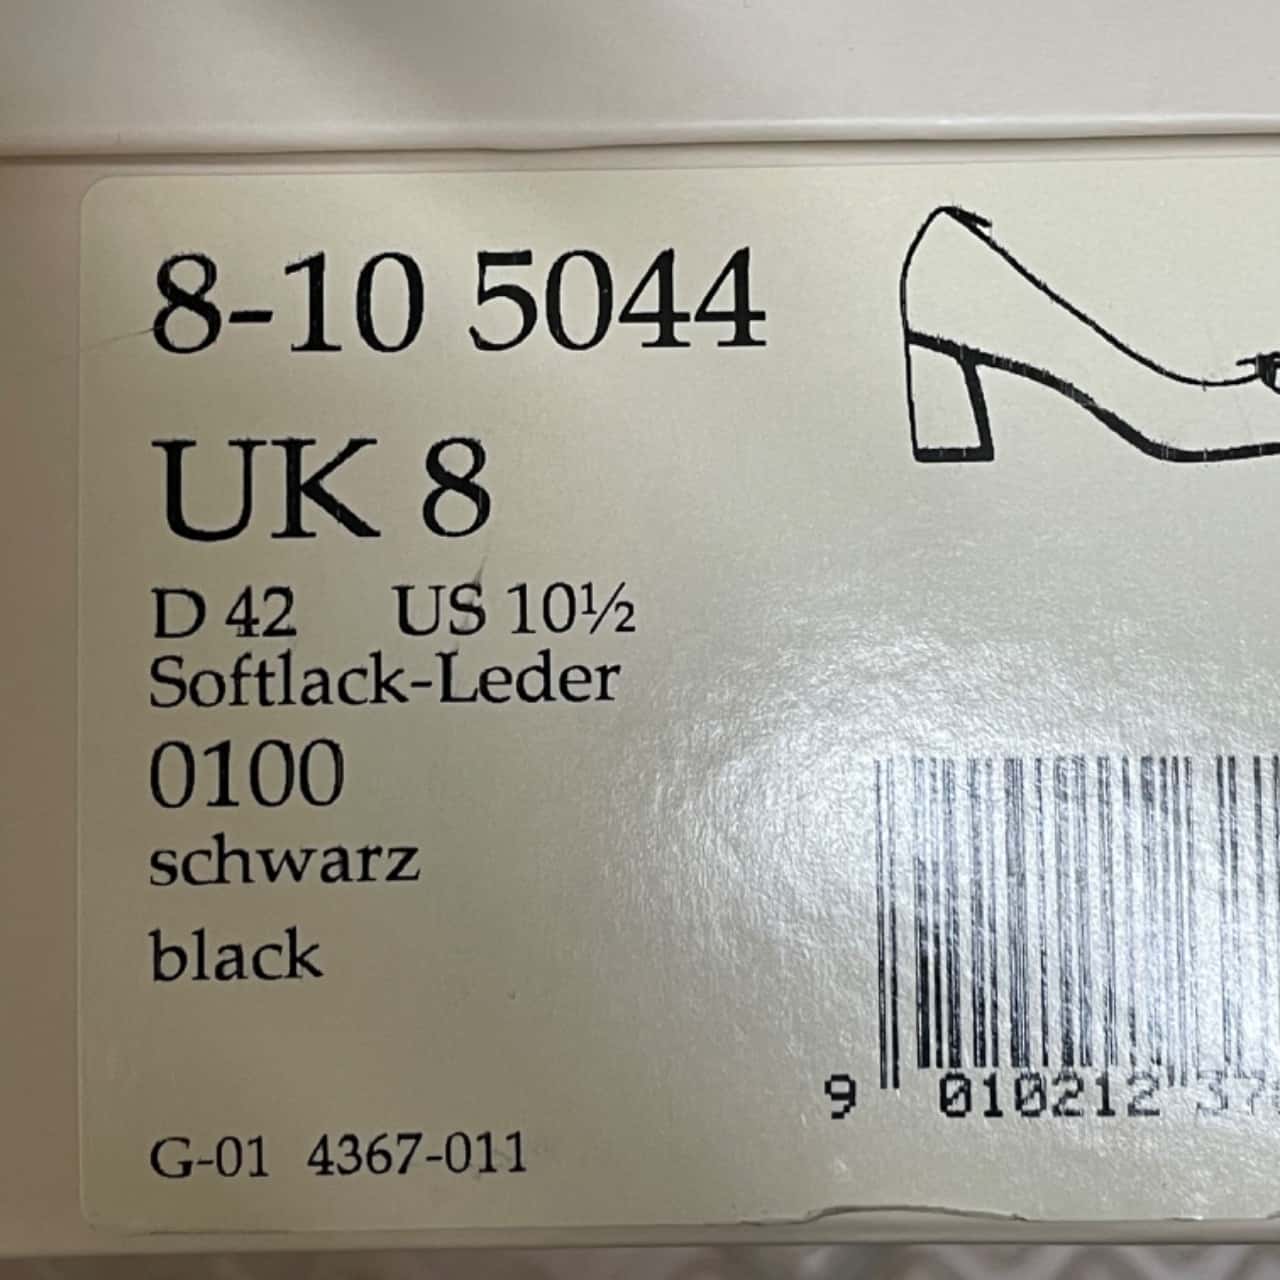 8-10 5044
UK 8
D 42 US 10½
Softlack-Leder
0100
schwarz
black
9 010212
G-01 4367-011